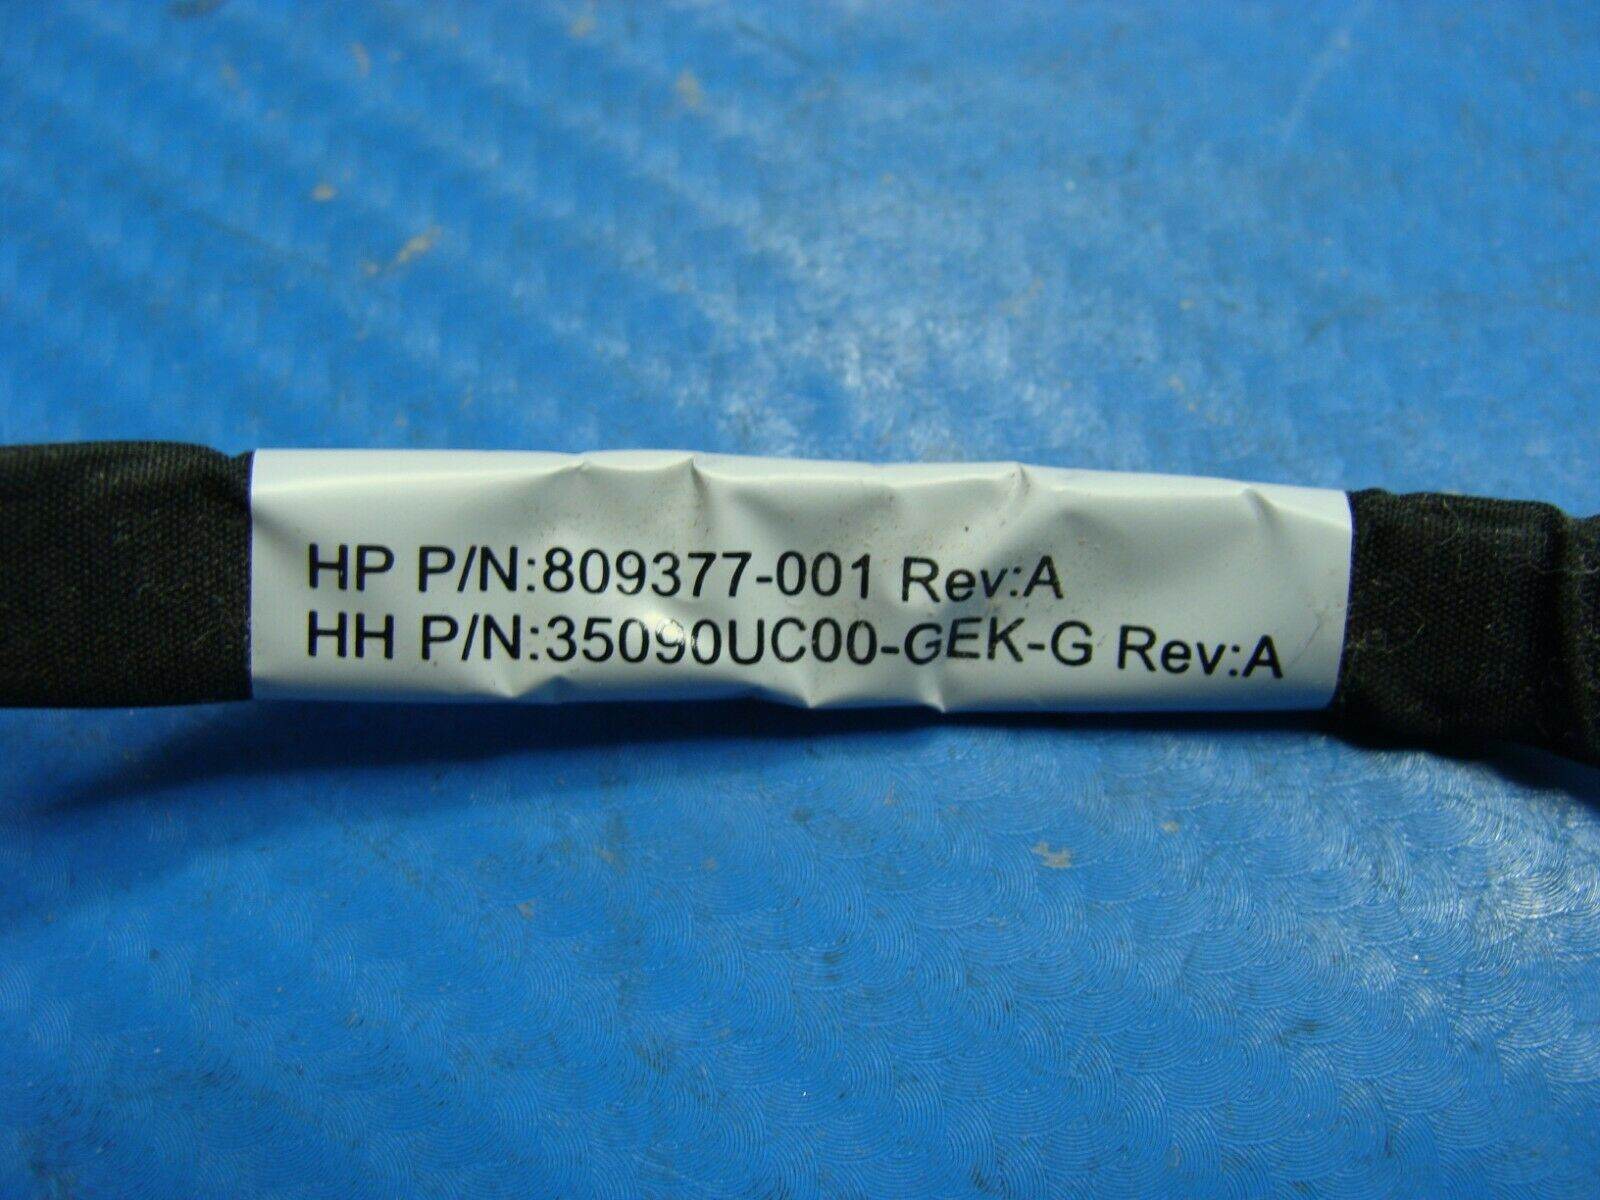 HP P/N:809377-001 Rev:A
HH P/N:35090UC00-GEK-G Rev:A